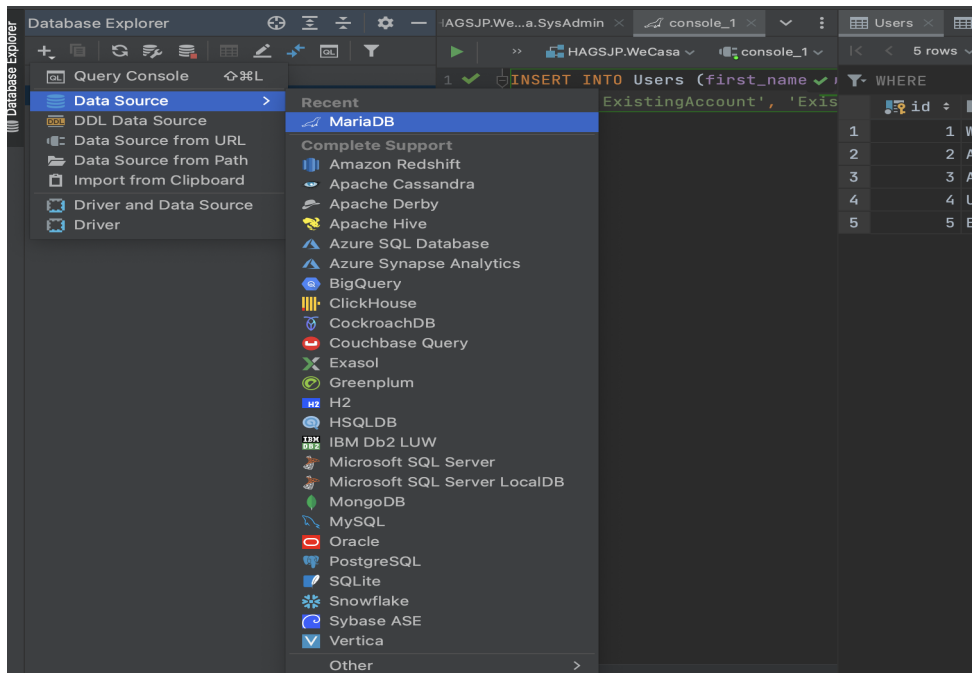 Database Explorer
Database Explorer
Query Console ⇧⌘L
Data Source >
DDL Data Source
Data Source from URL
Data Source from Path
Import from Clipboard
Driver and Data Source
Driver
Recent
MariaDB
Complete Support
Amazon Redshift
Apache Cassandra
Apache Derby
Apache Hive
Azure SQL Database
Azure Synapse Analytics
BigQuery
ClickHouse
CockroachDB
Couchbase Query
Exasol
Greenplum
H2
HSQLDB
IBM Db2 LUW
Microsoft SQL Server
Microsoft SQL Server LocalDB
MongoDB
MySQL
Oracle
PostgreSQL
SQLite
Snowflake
Sybase ASE
Vertica
Other >
HAGSJP.We...a.SysAdmin
console_1
HAGSJP.WeCasa
console_1
1 INSERT INTO Users (first_name
ExistingAccount', 'Exis
Users
5 rows
WHERE
id
1 1
2 2 A
3 3 A
4 4
5 5